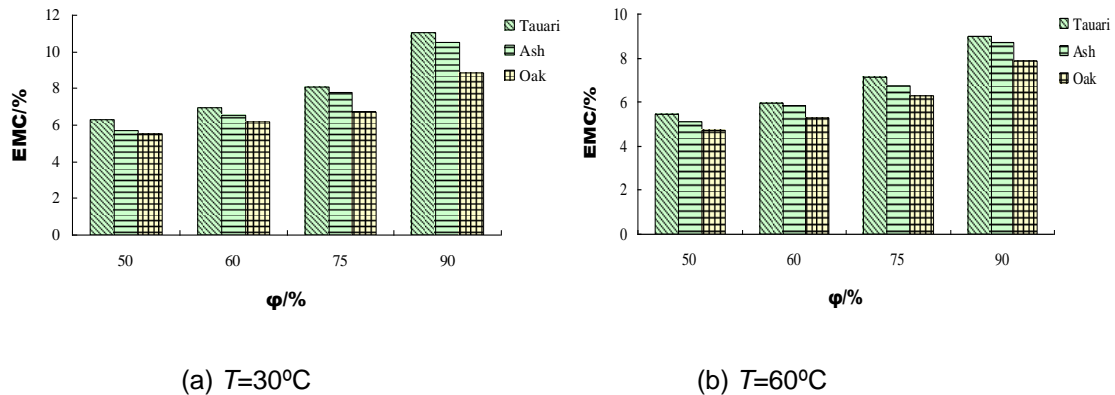 12
10
8
6
4
2
0
EMC/%
50 60 75 90
φ/%
Tauari
Ash
Oak
(a) T=30ºC
10
8
6
4
2
0
EMC/%
50 60 75 90
φ/%
Tauari
Ash
Oak
(b) T=60ºC